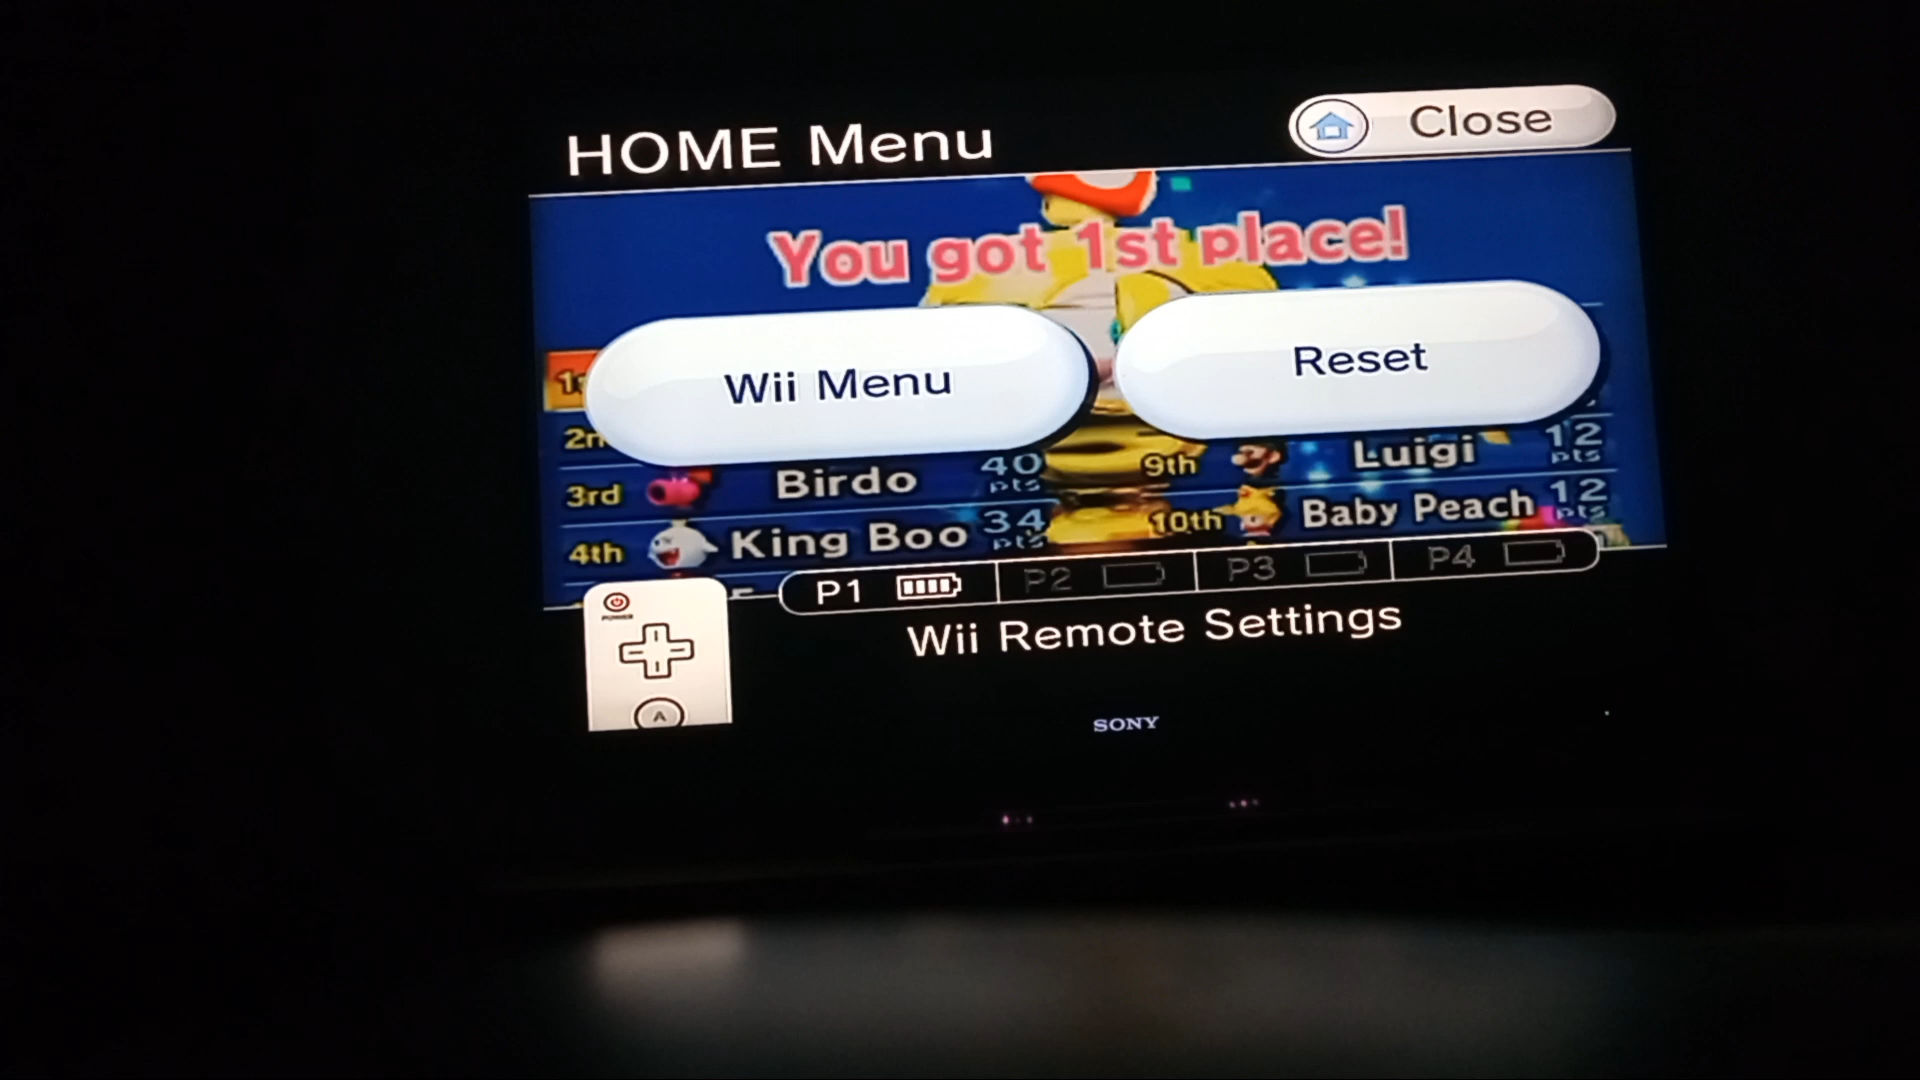 HOME Menu
Close
You got 1st place!
Wii Menu
Reset
3rd Birdo 40 pts
4th King Boo 34 pts
9th Luigi 12 pts
10th Baby Peach 12 pts
POWER
A
P1 P2 P3 P4
Wii Remote Settings
SONY